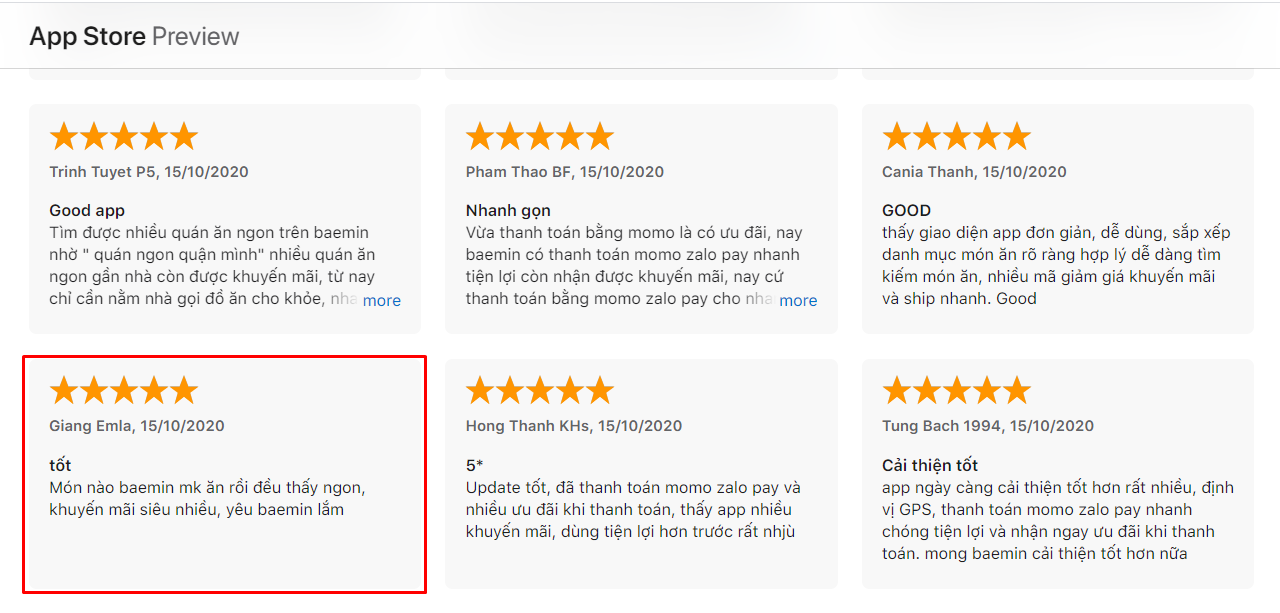 App Store Preview
Trinh Tuyet P5, 15/10/2020
Good app
Tìm được nhiều quán ăn ngon trên baemin
nhờ " quán ngon quận mình" nhiều quán ăn
ngon gần nhà còn được khuyến mãi, từ nay
chỉ cần nằm nhà gọi đồ ăn cho khỏe, nha more
Pham Thao BF, 15/10/2020
Nhanh gọn
Vừa thanh toán bằng momo là có ưu đãi, nay
baemin có thanh toán momo zalo pay nhanh
tiện lợi còn nhận được khuyến mãi, nay cứ
thanh toán bằng momo zalo pay cho nha more
Cania Thanh, 15/10/2020
GOOD
thấy giao diện app đơn giản, dễ dùng, sắp xếp
danh mục món ăn rõ ràng hợp lý dễ dàng tìm
kiếm món ăn, nhiều mã giảm giá khuyến mãi
và ship nhanh. Good
Giang Emla, 15/10/2020
tốt
Món nào baemin mk ăn rồi đều thấy ngon,
khuyến mãi siêu nhiều, yêu baemin lắm
Hong Thanh KHs, 15/10/2020
5*
Update tốt, đã thanh toán momo zalo pay và
nhiều ưu đãi khi thanh toán, thấy app nhiều
khuyến mãi, dùng tiện lợi hơn trước rất nhjù
Tung Bach 1994, 15/10/2020
Cải thiện tốt
app ngày càng cải thiện tốt hơn rất nhiều, định
vị GPS, thanh toán momo zalo pay nhanh
chóng tiện lợi và nhận ngay ưu đãi khi thanh
toán. mong baemin cải thiện tốt hơn nữa